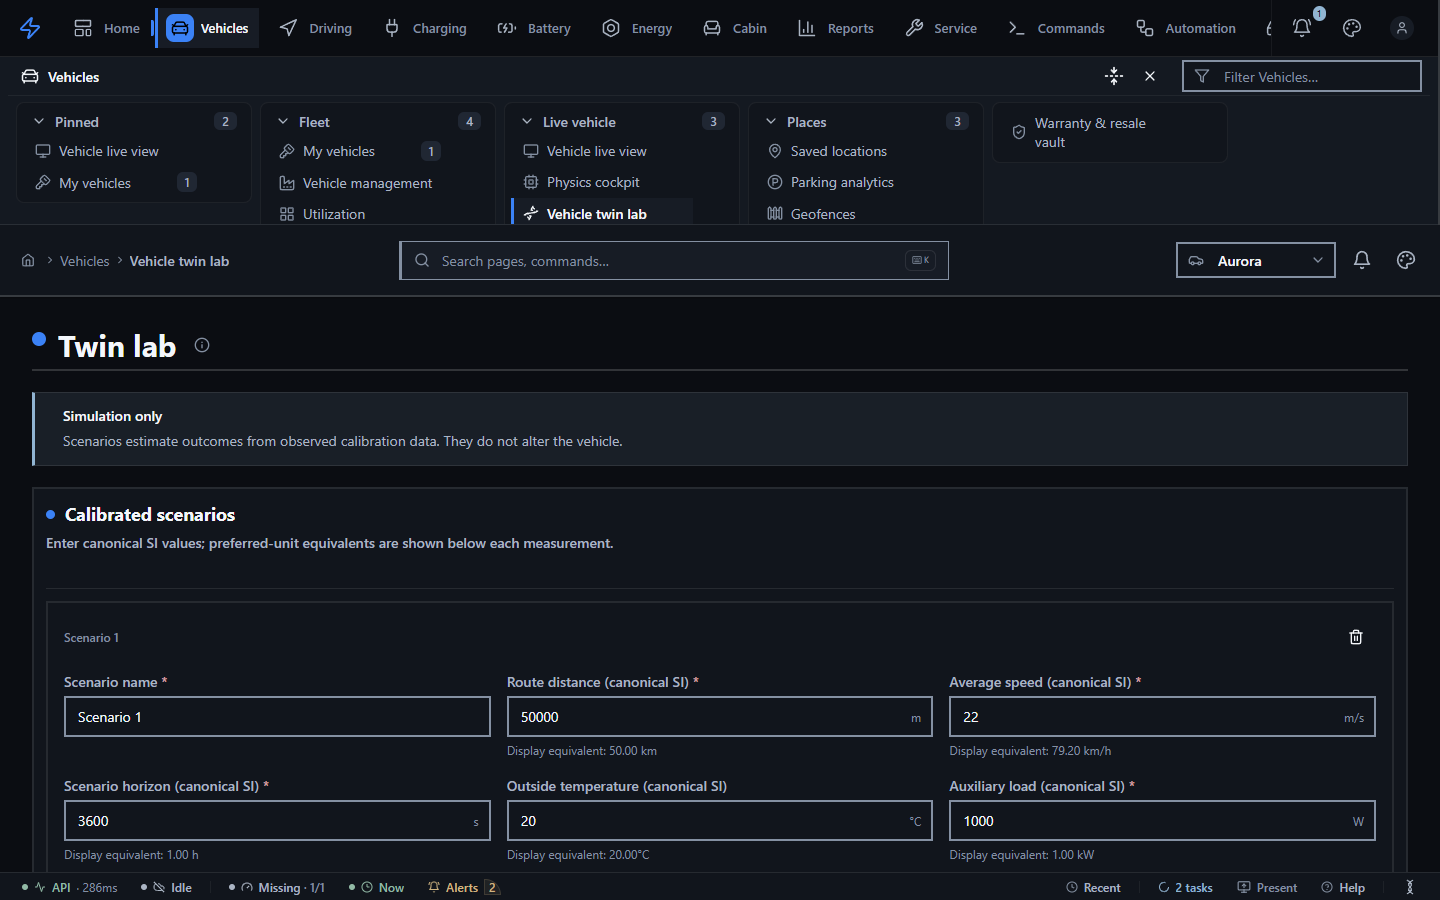 Home
Vehicles
Driving
Charging
Battery
Energy
Cabin
Reports
Service
Commands
Automation
1
Vehicles
Filter Vehicles...
Pinned 2
Vehicle live view
My vehicles 1
Fleet 4
My vehicles 1
Vehicle management
Utilization
Live vehicle 3
Vehicle live view
Physics cockpit
Vehicle twin lab
Places 3
Saved locations
Parking analytics
Geofences
Warranty & resale
vault
Vehicles
Vehicle twin lab
Search pages, commands...
K
Aurora
Twin lab
Simulation only
Scenarios estimate outcomes from observed calibration data. They do not alter the vehicle.
Calibrated scenarios
Enter canonical SI values; preferred-unit equivalents are shown below each measurement.
Scenario 1
Scenario name *
Scenario 1
Route distance (canonical SI) *
50000 m
Display equivalent: 50.00 km
Average speed (canonical SI) *
22 m/s
Display equivalent: 79.20 km/h
Scenario horizon (canonical SI) *
3600 s
Display equivalent: 1.00 h
Outside temperature (canonical SI)
20 °C
Display equivalent: 20.00°C
Auxiliary load (canonical SI) *
1000 W
Display equivalent: 1.00 kW
API · 286ms
Idle
Missing · 1/1
Now
Alerts 2
Recent
2 tasks
Present
Help